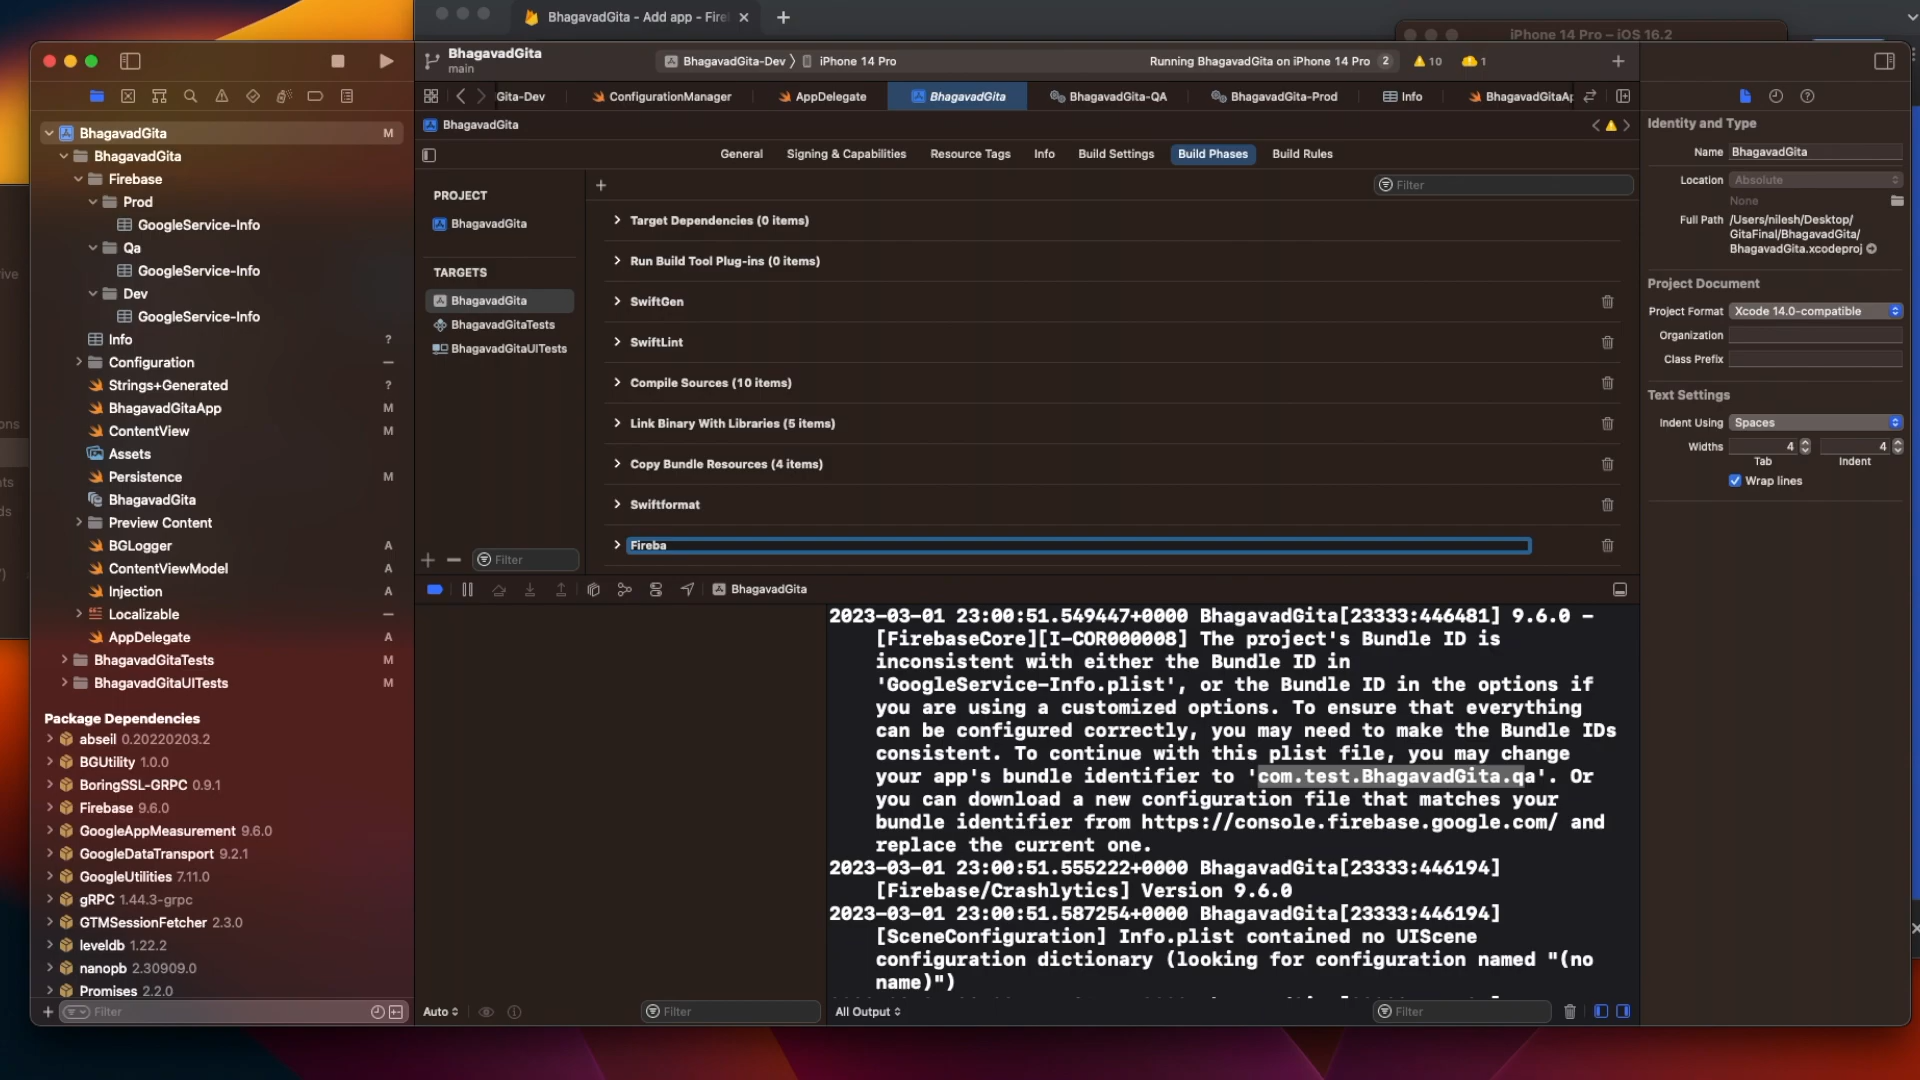 BhagavadGita - Add app - Fire
iPhone 14 Pro – iOS 16.2
BhagavadGita
main
BhagavadGita-Dev
iPhone 14 Pro
Running BhagavadGita on iPhone 14 Pro
2
10
1
Gita-Dev
ConfigurationManager
AppDelegate
BhagavadGita
BhagavadGita-QA
BhagavadGita-Prod
Info
BhagavadGitaAp
BhagavadGita
General
Signing & Capabilities
Resource Tags
Info
Build Settings
Build Phases
Build Rules
BhagavadGita M
BhagavadGita
Firebase
Prod
GoogleService-Info
Qa
GoogleService-Info
Dev
GoogleService-Info
Info ?
Configuration
Strings+Generated ?
BhagavadGitaApp M
ContentView M
Assets
Persistence M
BhagavadGita
Preview Content
BGLogger A
ContentViewModel A
Injection A
Localizable
AppDelegate A
BhagavadGitaTests M
BhagavadGitaUITests M
Package Dependencies
abseil 0.20220203.2
BGUtility 1.0.0
BoringSSL-GRPC 0.9.1
Firebase 9.6.0
GoogleAppMeasurement 9.6.0
GoogleDataTransport 9.2.1
GoogleUtilities 7.11.0
gRPC 1.44.3-grpc
GTMSessionFetcher 2.3.0
leveldb 1.22.2
nanopb 2.30909.0
Promises 2.2.0
Filter
PROJECT
BhagavadGita
TARGETS
BhagavadGita
BhagavadGitaTests
BhagavadGitaUITests
Filter
Filter
Target Dependencies (0 items)
Run Build Tool Plug-ins (0 items)
SwiftGen
SwiftLint
Compile Sources (10 items)
Link Binary With Libraries (5 items)
Copy Bundle Resources (4 items)
Swiftformat
Fireba
BhagavadGita
2023-03-01 23:00:51.549447+0000 BhagavadGita[23333:446481] 9.6.0 -
[FirebaseCore][I-COR000008] The project's Bundle ID is
inconsistent with either the Bundle ID in
'GoogleService-Info.plist', or the Bundle ID in the options if
you are using a customized options. To ensure that everything
can be configured correctly, you may need to make the Bundle IDs
consistent. To continue with this plist file, you may change
your app's bundle identifier to 'com.test.BhagavadGita.qa'. Or
you can download a new configuration file that matches your
bundle identifier from https://console.firebase.google.com/ and
replace the current one.
2023-03-01 23:00:51.555222+0000 BhagavadGita[23333:446194]
[Firebase/Crashlytics] Version 9.6.0
2023-03-01 23:00:51.587254+0000 BhagavadGita[23333:446194]
[SceneConfiguration] Info.plist contained no UIScene
configuration dictionary (looking for configuration named "(no
name)")
Auto
Filter
All Output
Filter
Identity and Type
Name BhagavadGita
Location Absolute
None
Full Path /Users/nilesh/Desktop/
GitaFinal/BhagavadGita/
BhagavadGita.xcodeproj
Project Document
Project Format Xcode 14.0-compatible
Organization
Class Prefix
Text Settings
Indent Using Spaces
Widths 4 4
Tab Indent
Wrap lines